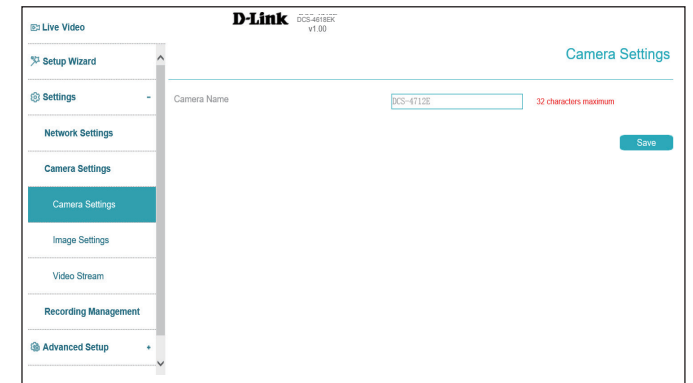 Live Video
D-Link DCS-4618EK
v1.00
Setup Wizard
Camera Settings
Settings -
Camera Name DCS-4712E 32 characters maximum
Network Settings
Save
Camera Settings
Camera Settings
Image Settings
Video Stream
Recording Management
Advanced Setup +